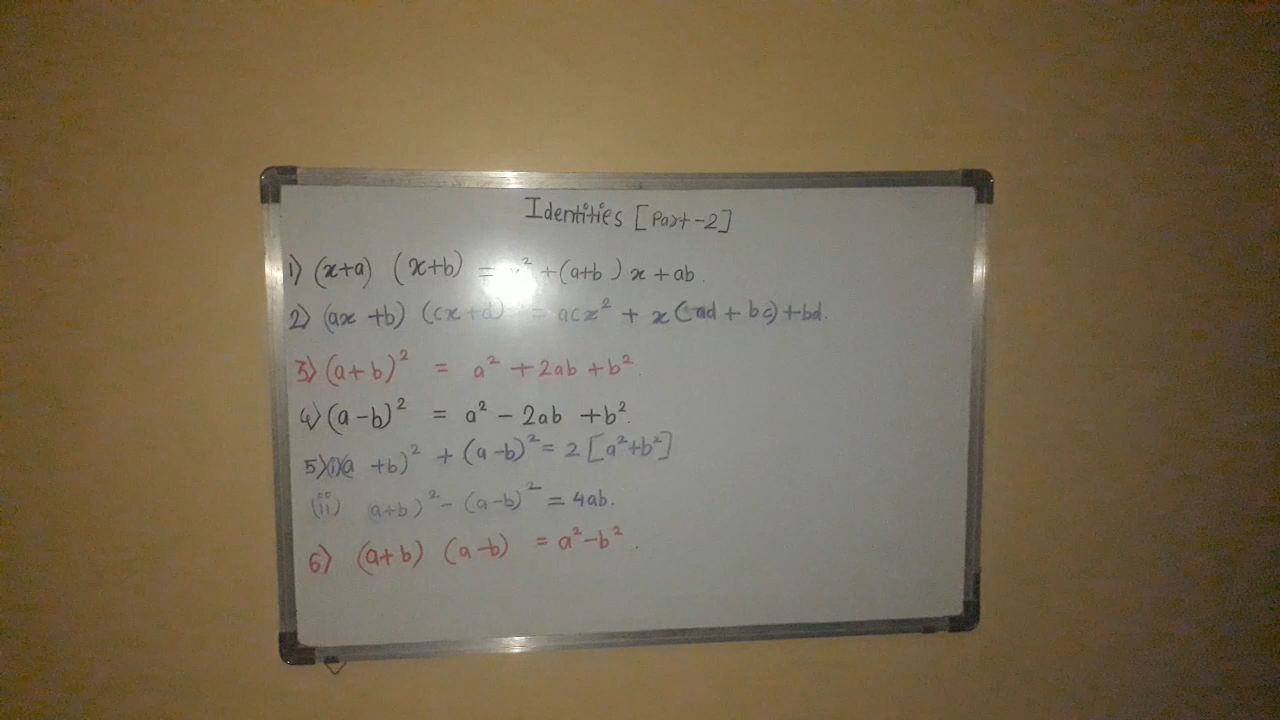 Identities [Part-2]
1) (x+a) (x+b) = x² + (a+b) x + ab.
2) (ax + b) (cx + d) = acx² + x (ad + bc) + bd.
3) (a+b)² = a² + 2ab + b²
4) (a-b)² = a² - 2ab + b².
5) i) (a + b)² + (a-b)² = 2 [a²+b²]
(ii) (a+b)² - (a-b)² = 4ab.
6) (a+b) (a-b) = a²-b².